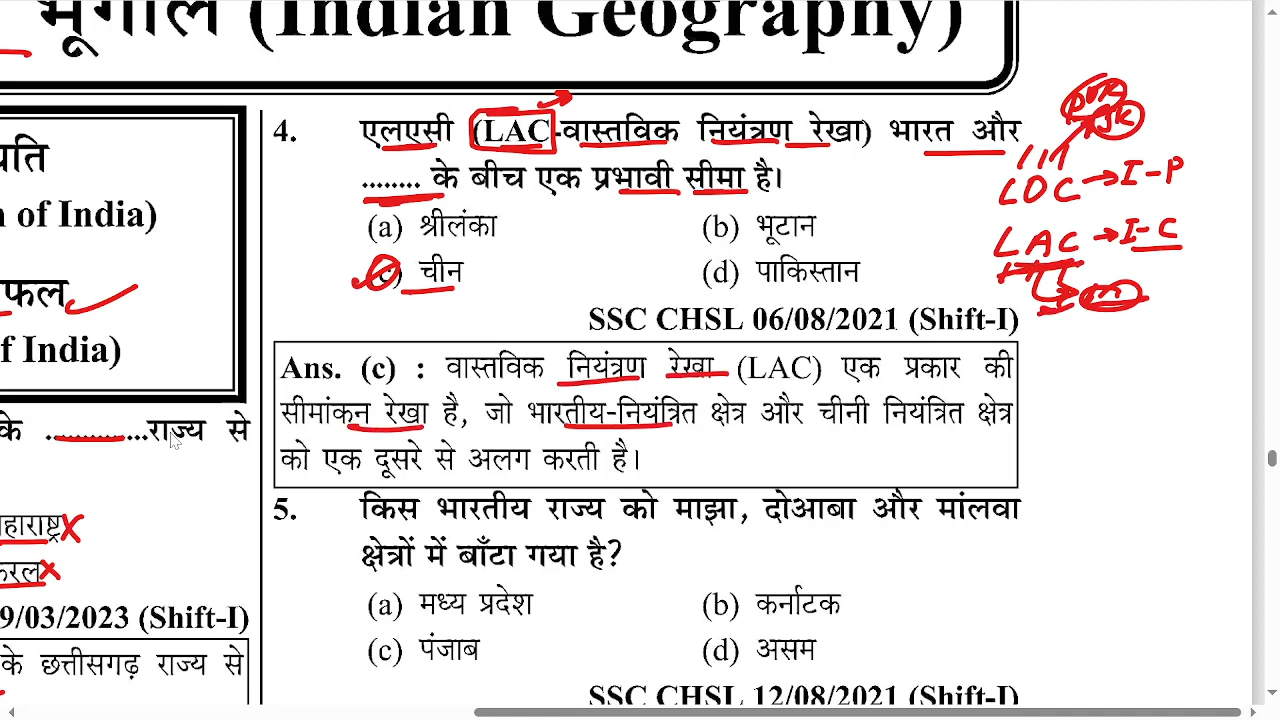 भूगोल (Indian Geography)
of India)
फल
f India)
के ..............राज्य से
महाराष्ट्र
केरल
9/03/2023 (Shift-I)
के छत्तीसगढ़ राज्य से
4. एलएसी (LAC-वास्तविक नियंत्रण रेखा) भारत और
........ के बीच एक प्रभावी सीमा है।
(a) श्रीलंका (b) भूटान
(c) चीन (d) पाकिस्तान
SSC CHSL 06/08/2021 (Shift-I)
Ans. (c) : वास्तविक नियंत्रण रेखा (LAC) एक प्रकार की
सीमांकन रेखा है, जो भारतीय-नियंत्रित क्षेत्र और चीनी नियंत्रित क्षेत्र
को एक दूसरे से अलग करती है।
5. किस भारतीय राज्य को माझा, दोआबा और मांलवा
क्षेत्रों में बाँटा गया है?
(a) मध्य प्रदेश (b) कर्नाटक
(c) पंजाब (d) असम
SSC CHSL 12/08/2021 (Shift-I)
LOC → I-P
LAC → I-C